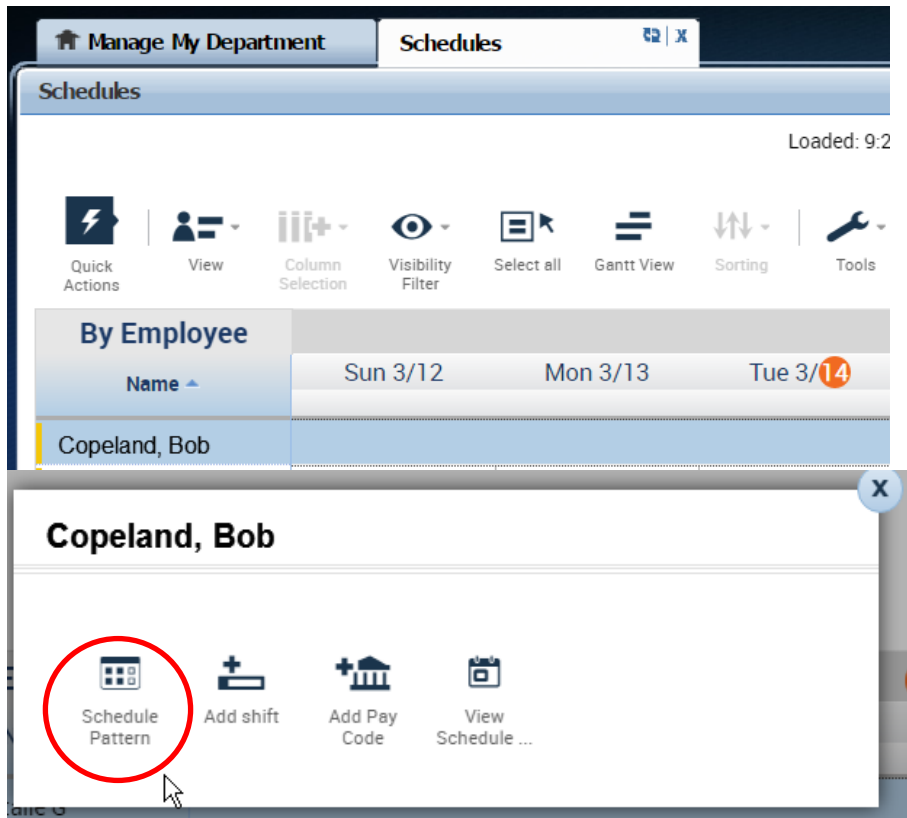 Manage My Department Schedules X
Schedules
Loaded: 9:2
Quick Actions View Column Selection Visibility Filter Select all Gantt View Sorting Tools
By Employee
Name Sun 3/12 Mon 3/13 Tue 3/14
Copeland, Bob
X
Copeland, Bob
Schedule Pattern Add shift Add Pay Code View Schedule ...